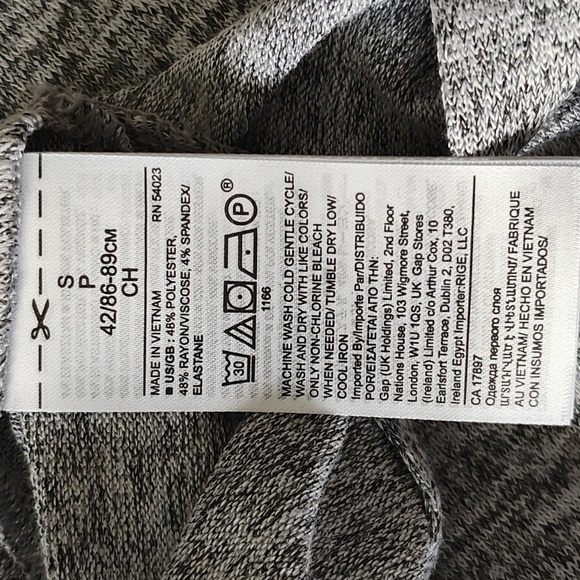 S
P
42/86-89CM
CH
MADE IN VIETNAM RN 54023
■ US/GB : 48% POLYESTER,
48% RAYON/VISCOSE, 4% SPANDEX/
ELASTANE
30 P ®
1166
MACHINE WASH COLD GENTLE CYCLE/
WASH AND DRY WITH LIKE COLORS/
ONLY NON-CHLORINE BLEACH
WHEN NEEDED/ TUMBLE DRY LOW/
COOL IRON
Imported By/Importe Par/DISTRIBUIDO
POR/ΕΙΣΑΓΕΤΑΙ ΑΠΟ ΤΗΝ:
Gap (UK Holdings) Limited, 2nd Floor
Nations House, 103 Wigmore Street,
London, W1U 1QS, UK Gap Stores
(Ireland) Limited c/o Arthur Cox, 10
Earlsfort Terrace, Dublin 2, D02 T380,
Ireland Egypt Importer:RIGE, LLC
CA 17897
Одежда первого слоя
ԱՐՏԱԴՐՎԱԾ Է ՎԻԵՏՆԱՄՈՒՄ/ FABRIQUE
AU VIETNAM/ HECHO EN VIETNAM
CON INSUMOS IMPORTADOS/